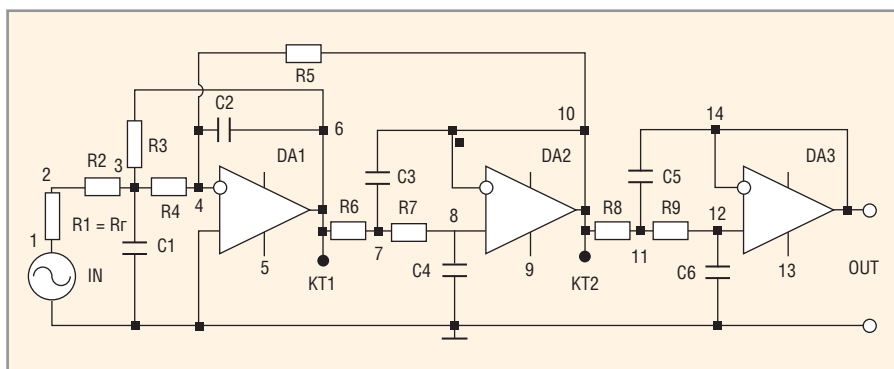 R5
C2
10
14
6
R3
DA1
DA2
DA3
2
R2
3
C3
C5
R4
4
R6
R7
8
R8
R9
12
1
R1 = Rг
C1
7
11
5
C4
9
C6
13
IN
KT1
KT2
OUT